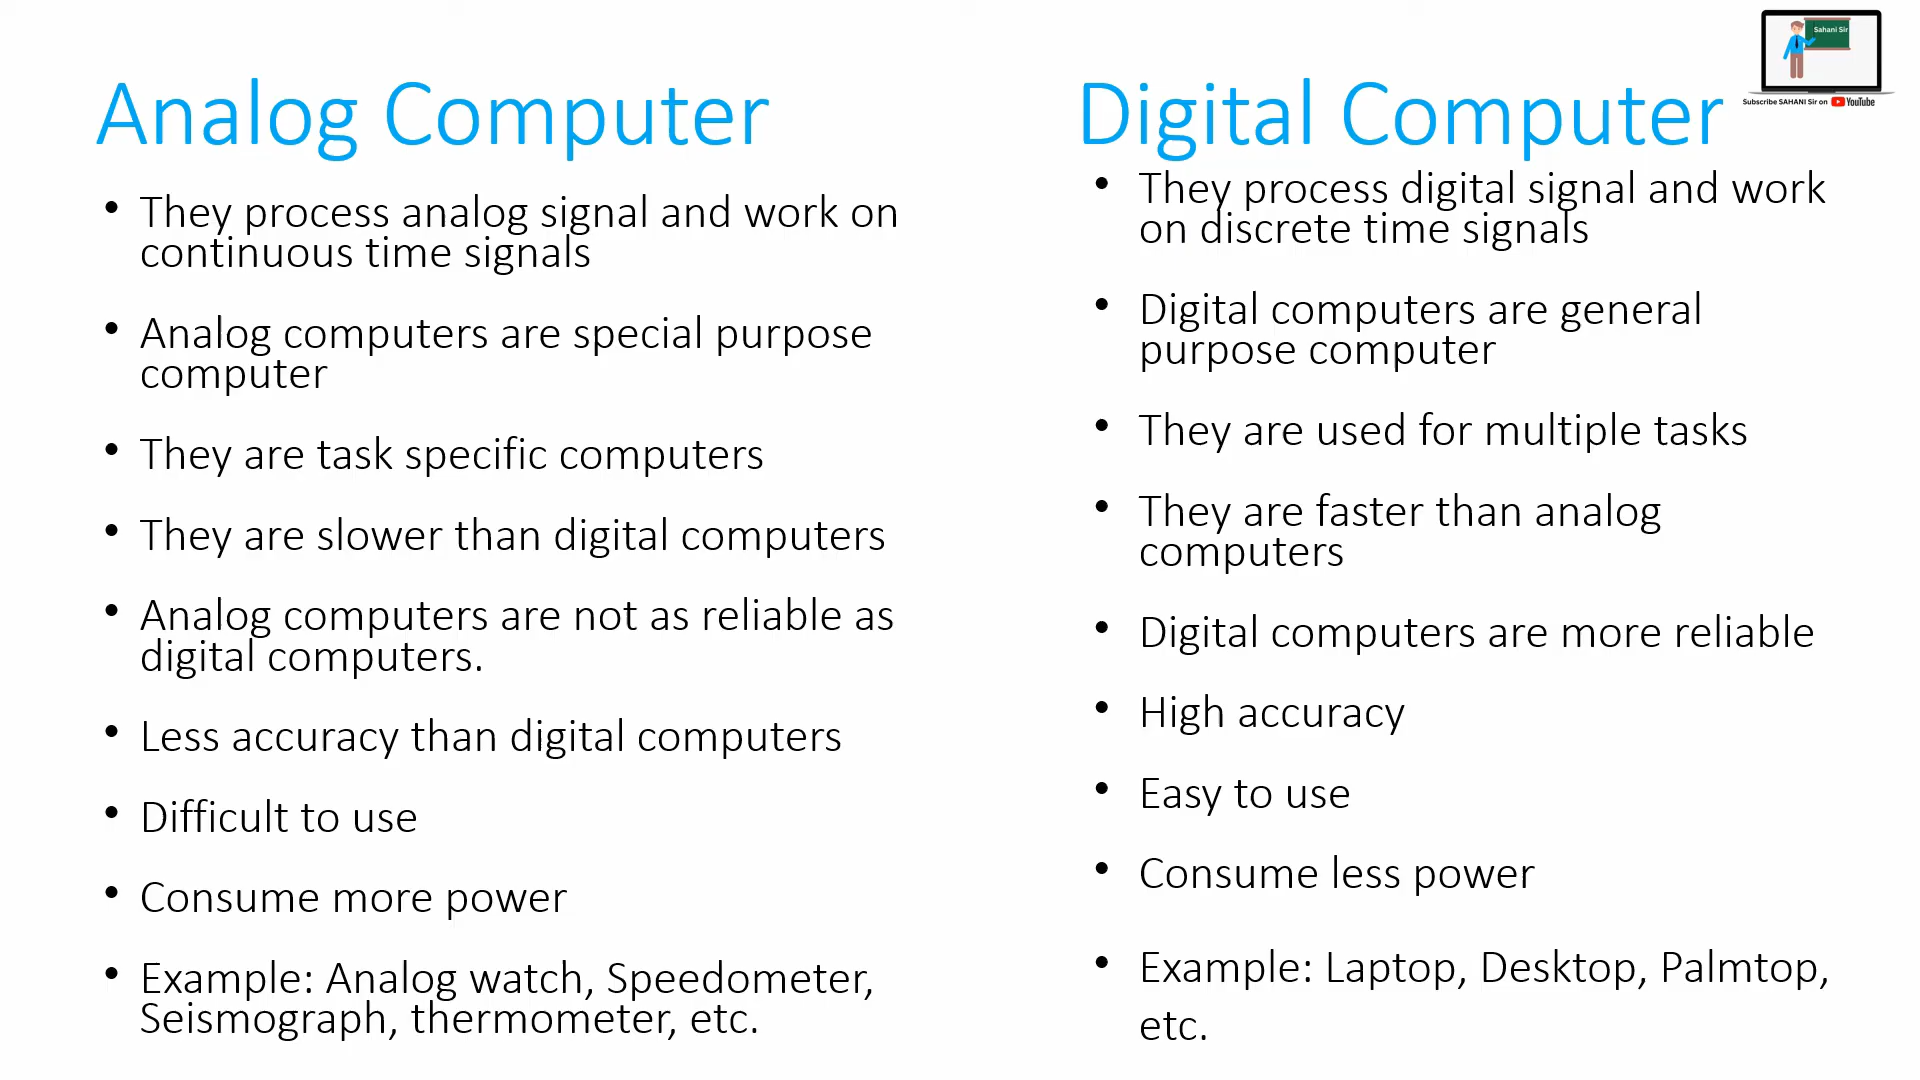 Analog Computer
• They process analog signal and work on
continuous time signals
• Analog computers are special purpose
computer
• They are task specific computers
• They are slower than digital computers
• Analog computers are not as reliable as
digital computers.
• Less accuracy than digital computers
• Difficult to use
• Consume more power
• Example: Analog watch, Speedometer,
Seismograph, thermometer, etc.
Digital Computer
• They process digital signal and work
on discrete time signals
• Digital computers are general
purpose computer
• They are used for multiple tasks
• They are faster than analog
computers
• Digital computers are more reliable
• High accuracy
• Easy to use
• Consume less power
• Example: Laptop, Desktop, Palmtop,
etc.
Sahani Sir
Subscribe SAHANI Sir on YouTube